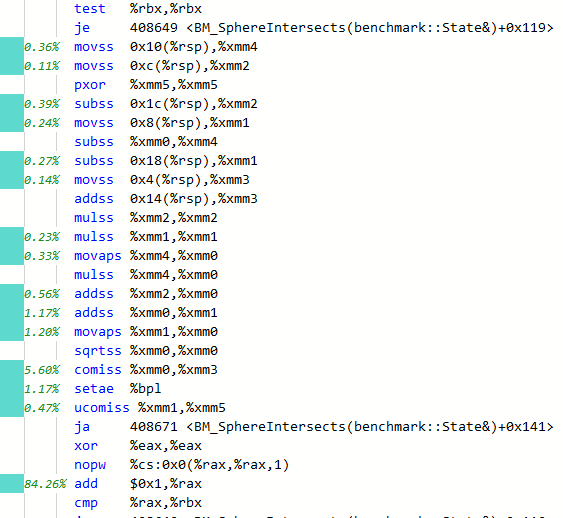 test %rbx,%rbx
je 408649 <BM_SphereIntersects(benchmark::State&)+0x119>
0.36% movss 0x10(%rsp),%xmm4
0.11% movss 0xc(%rsp),%xmm2
pxor %xmm5,%xmm5
0.39% subss 0x1c(%rsp),%xmm2
0.24% movss 0x8(%rsp),%xmm1
subss %xmm0,%xmm4
0.27% subss 0x18(%rsp),%xmm1
0.14% movss 0x4(%rsp),%xmm3
addss 0x14(%rsp),%xmm3
mulss %xmm2,%xmm2
0.23% mulss %xmm1,%xmm1
0.33% movaps %xmm4,%xmm0
mulss %xmm4,%xmm0
0.56% addss %xmm2,%xmm0
1.17% addss %xmm0,%xmm1
1.20% movaps %xmm1,%xmm0
sqrtss %xmm0,%xmm0
5.60% comiss %xmm0,%xmm3
1.17% setae %bpl
0.47% ucomiss %xmm1,%xmm5
ja 408671 <BM_SphereIntersects(benchmark::State&)+0x141>
xor %eax,%eax
nopw %cs:0x0(%rax,%rax,1)
84.26% add $0x1,%rax
cmp %rax,%rbx